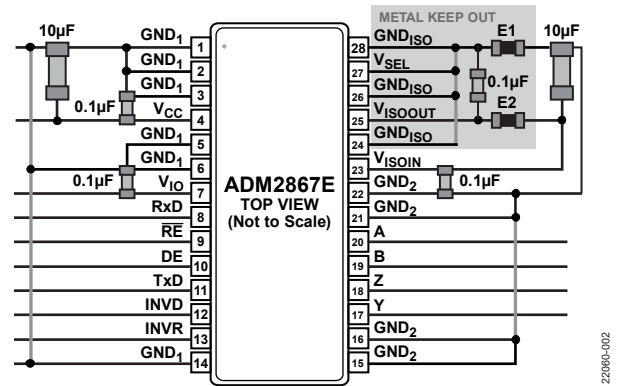 METAL KEEP OUT
10µF
GND1
1
GND1
2
GND1
3
0.1µF
VCC
4
GND1
5
GND1
6
0.1µF
VIO
7
RxD
8
RE
9
DE
10
TxD
11
INVD
12
INVR
13
GND1
14
ADM2867E
TOP VIEW
(Not to Scale)
28
GNDISO
E1
10µF
27
VSEL
26
GNDISO
0.1µF
25
VISOOUT
E2
24
GNDISO
23
VISOIN
22
GND2
0.1µF
21
GND2
20
A
19
B
18
Z
17
Y
16
GND2
15
GND2
22060-002